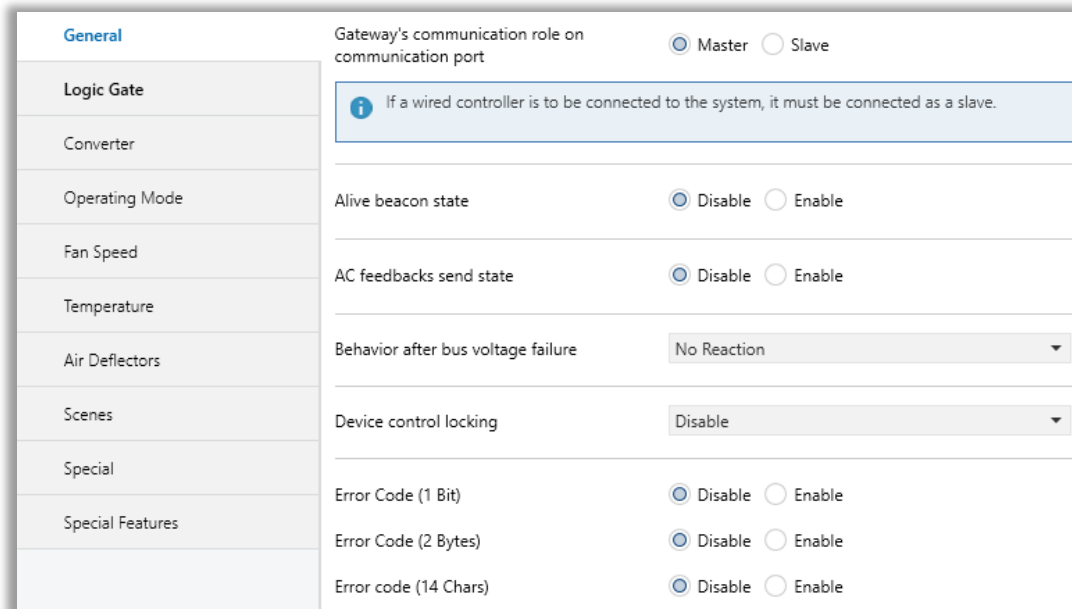 General
Logic Gate
Converter
Operating Mode
Fan Speed
Temperature
Air Deflectors
Scenes
Special
Special Features
Gateway's communication role on
communication port
Master Slave
If a wired controller is to be connected to the system, it must be connected as a slave.
Alive beacon state Disable Enable
AC feedbacks send state Disable Enable
Behavior after bus voltage failure No Reaction
Device control locking Disable
Error Code (1 Bit) Disable Enable
Error Code (2 Bytes) Disable Enable
Error code (14 Chars) Disable Enable